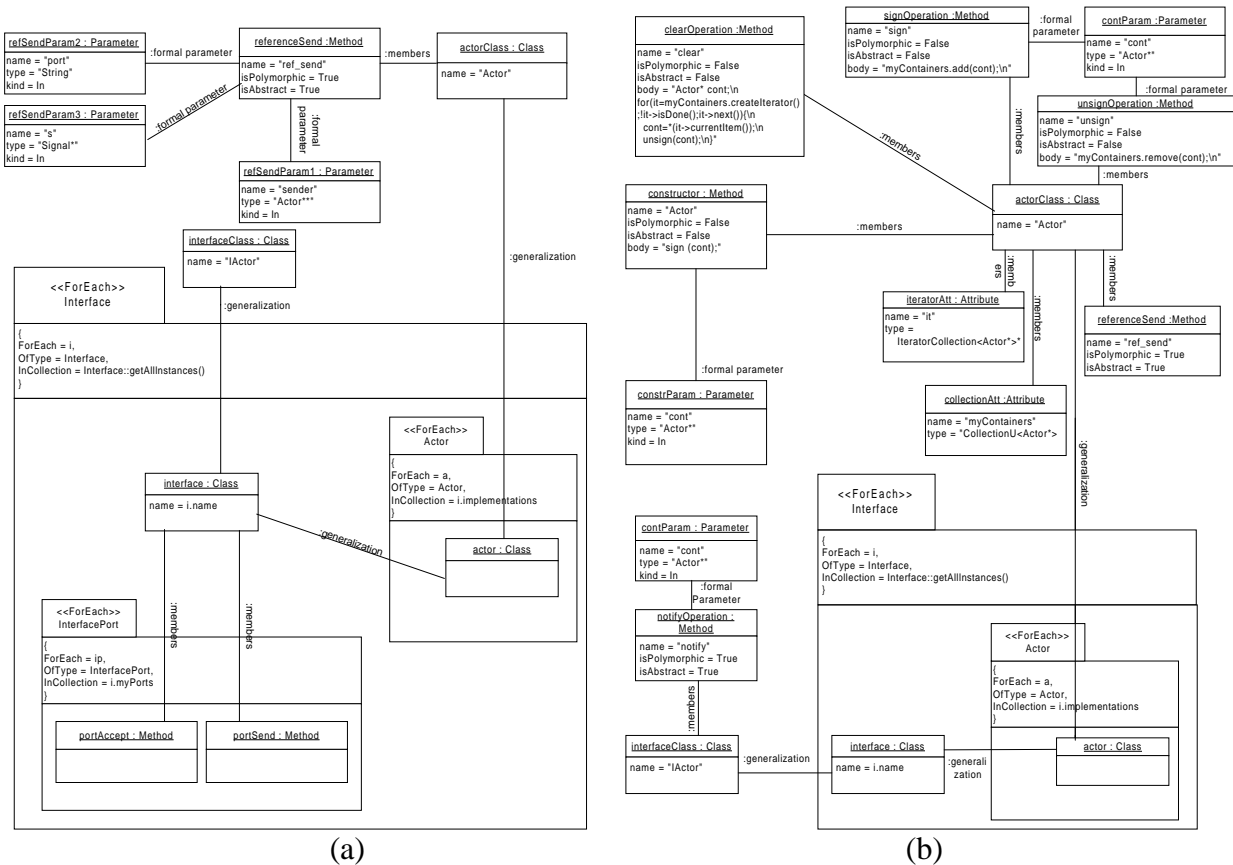 refSendParam2 : Parameter
name = "port"
type = "String"
kind = In
:formal parameter
referenceSend :Method
name = "ref_send"
isPolymorphic = True
isAbstract = True
:members
actorClass : Class
name = "Actor"
refSendParam3 : Parameter
name = "s"
type = "Signal*"
kind = In
:formal parameter
:formal
parameter
refSendParam1 : Parameter
name = "sender"
type = "Actor**"
kind = In
interfaceClass : Class
name = "IActor"
:generalization
<<ForEach>>
Interface
:generalization
{
ForEach = i,
OfType = Interface,
InCollection = Interface::getAllInstances()
}
<<ForEach>>
Actor
{
ForEach = a,
OfType = Actor,
InCollection = i.implementations
}
interface : Class
name = i.name
:generalization
actor : Class
:members
:members
<<ForEach>>
InterfacePort
{
ForEach = ip,
OfType = InterfacePort,
InCollection = i.myPorts
}
portAccept : Method
portSend : Method
(a)
clearOperation :Method
name = "clear"
isPolymorphic = False
isAbstract = False
body = "Actor* cont;\n
for(it=myContainers.createIterator()
;!it->isDone();it->next()){\n
cont=*(it->currentItem());\n
unsign(cont);\n}"
signOperation :Method
name = "sign"
isPolymorphic = False
isAbstract = False
body = "myContainers.add(cont);\n"
:formal
parameter
contParam :Parameter
name = "cont"
type = "Actor*"
kind = In
:formal parameter
unsignOperation :Method
name = "unsign"
isPolymorphic = False
isAbstract = False
body = "myContainers.remove(cont);\n"
:members
:members
:members
constructor : Method
name = "Actor"
isPolymorphic = False
isAbstract = False
body = "sign (cont);"
:members
actorClass : Class
name = "Actor"
:memb
ers
:members
:members
iteratorAtt : Attribute
name = "it"
type =
IteratorCollection<Actor*>*
referenceSend :Method
name = "ref_send"
isPolymorphic = True
isAbstract = True
:formal parameter
constrParam : Parameter
name = "cont"
type = "Actor*"
kind = In
collectionAtt :Attribute
name = "myContainers"
type = "CollectionU<Actor*>
:generalization
<<ForEach>>
Interface
{
ForEach = i,
OfType = Interface,
InCollection = Interface::getAllInstances()
}
contParam : Parameter
name = "cont"
type = "Actor*"
kind = In
:formal
Parameter
notifyOperation :
Method
name = "notify"
isPolymorphic = True
isAbstract = True
:members
<<ForEach>>
Actor
{
ForEach = a,
OfType = Actor,
InCollection = i.implementations
}
interfaceClass : Class
name = "IActor"
:generalization
interface : Class
name = i.name
:generali
zation
actor : Class
(b)